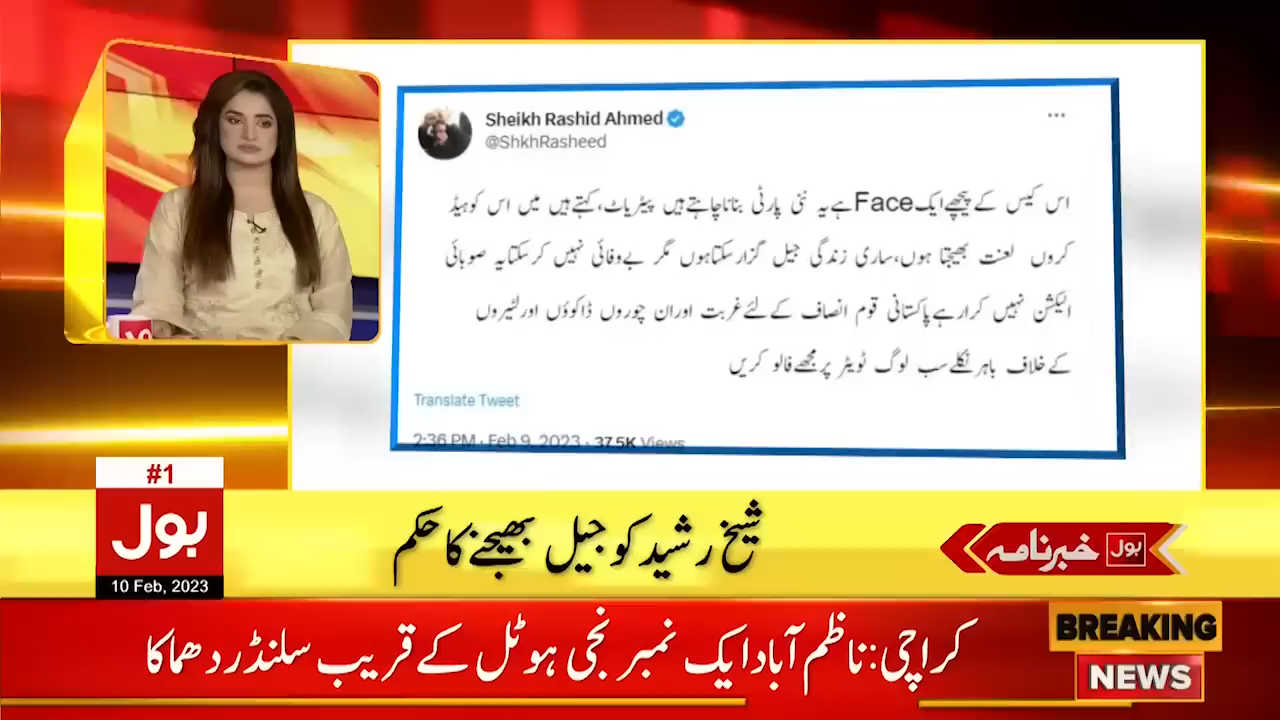 Sheikh Rashid Ahmed
@ShkhRasheed
اس کیس کے پیچھے ایک Face ہے یہ نئی پارٹی بنانا چاہتے ہیں پیٹریاٹ، کہتے ہیں میں اس کو ہیڈ
کروں لعنت بھیجتا ہوں، ساری زندگی جیل گزار سکتا ہوں مگر بے وفائی نہیں کر سکتا یہ صوبائی
الیکشن نہیں کرا رہے پاکستانی قوم انصاف کے لئے غربت اور ان چوروں ڈاکوؤں اور لٹیروں
کے خلاف باہر نکلے سب لوگ ٹویٹر پر مجھے فالو کریں
Translate Tweet
2:36 PM · Feb 9, 2023 · 37.5K Views
#1
بول
10 Feb, 2023
شیخ رشید کو جیل بھیجنے کا حکم
بول خبرنامہ
کراچی: ناظم آباد ایک نمبر نجی ہوٹل کے قریب سلنڈر دھماکا
BREAKING
NEWS